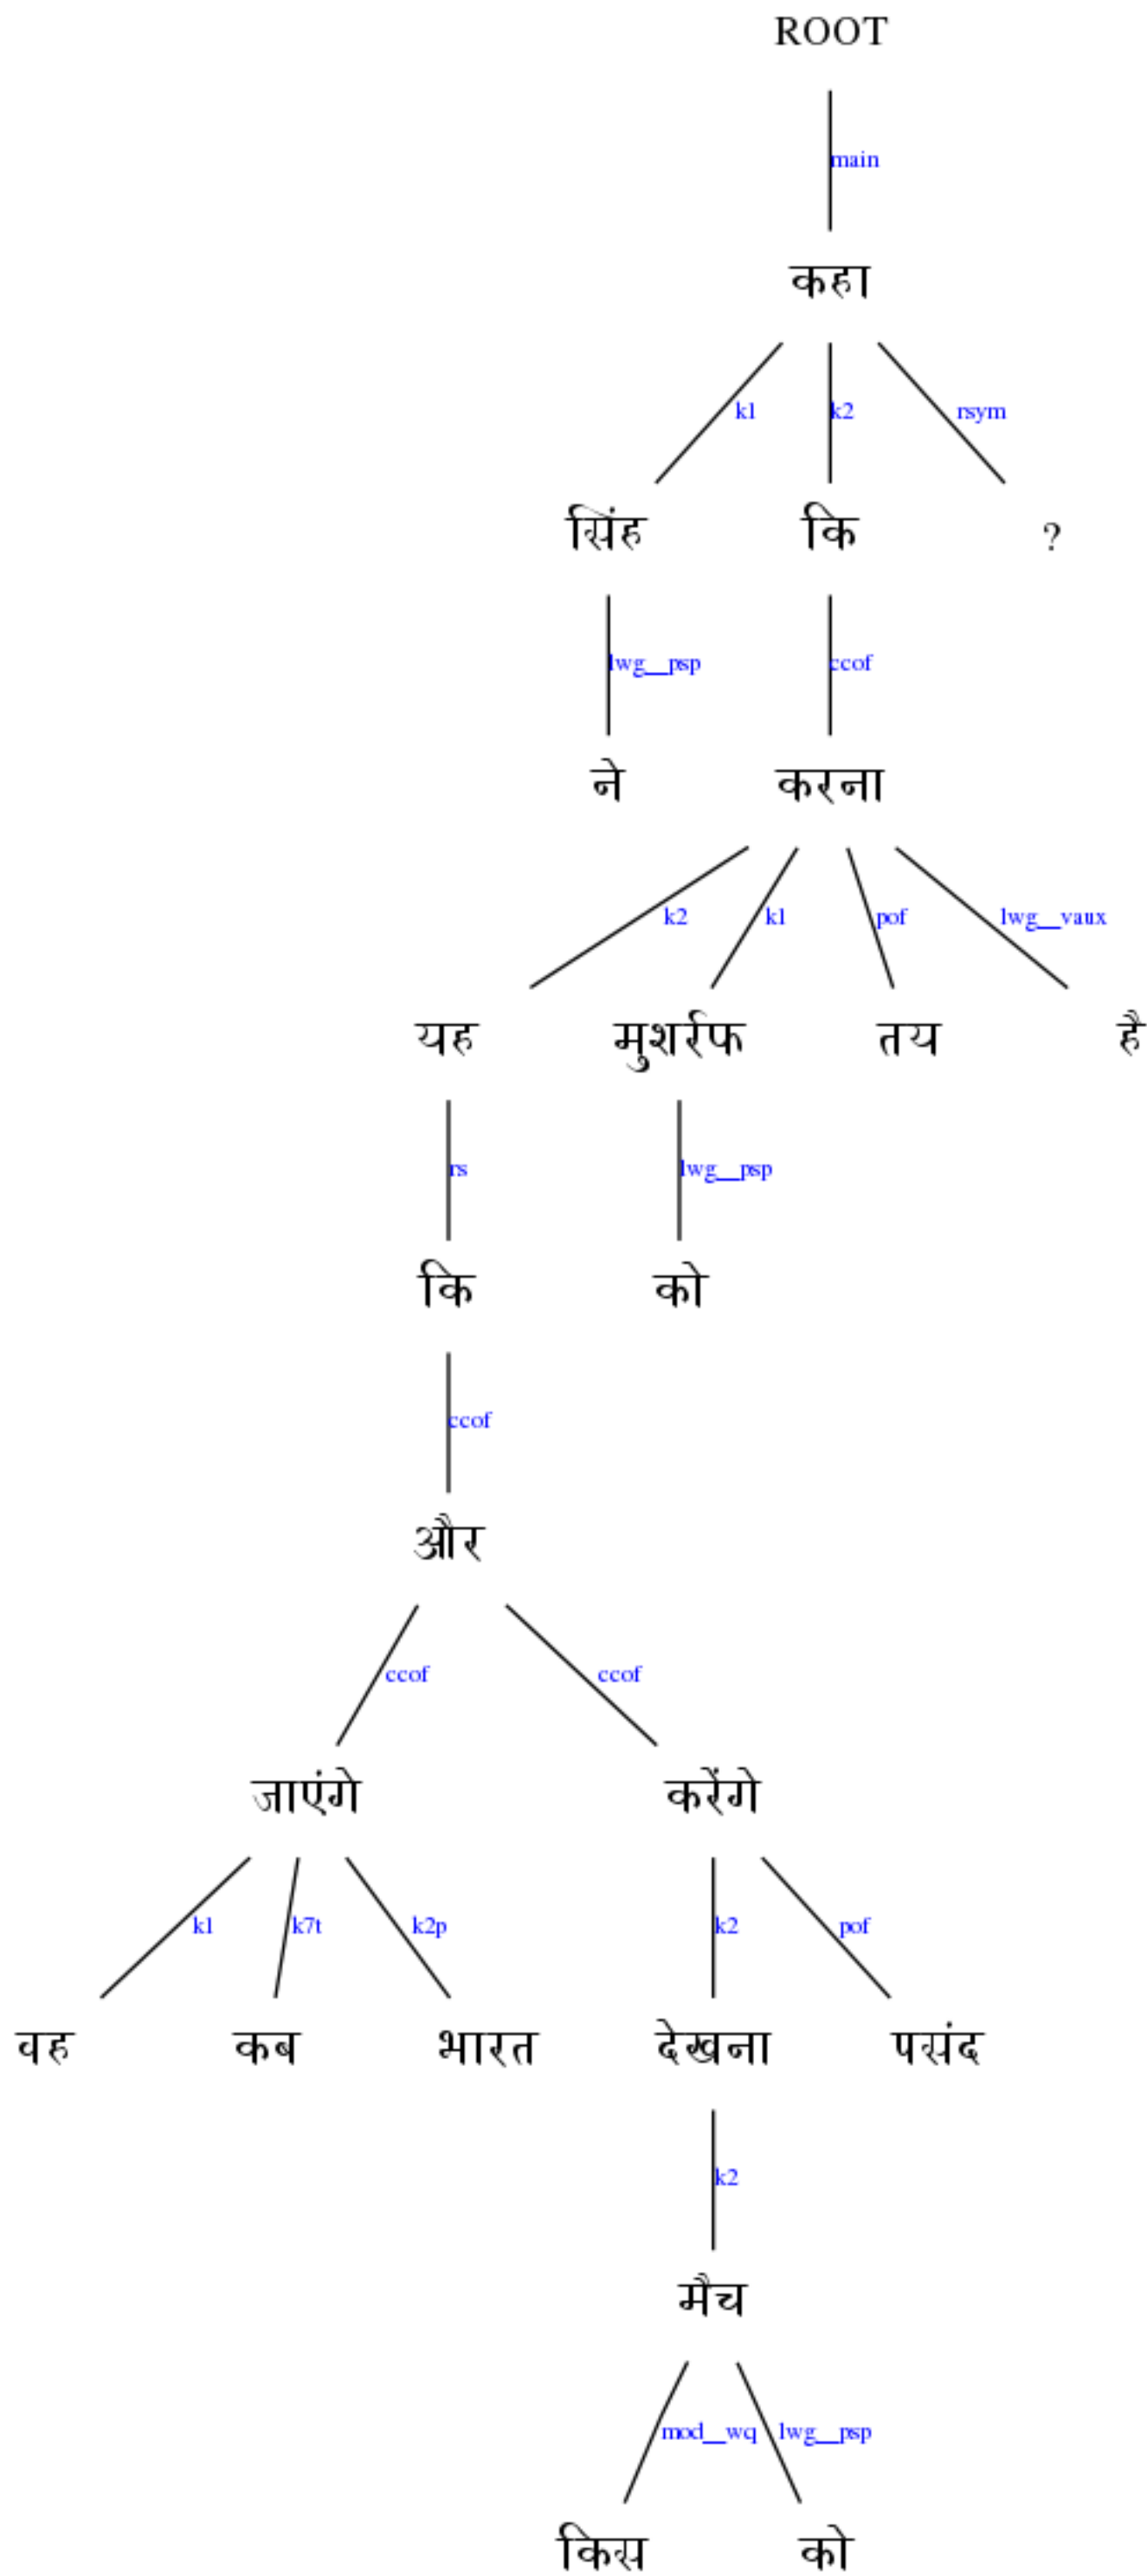 ROOT
main
कहा
k1 k2 rsym
सिंह कि ?
lwg__psp ccof
ने करना
k2 k1 pof lwg__vaux
यह मुशर्रफ तय है
rs lwg__psp
कि को
ccof
और
ccof ccof
जाएंगे करेंगे
k1 k7t k2p k2 pof
वह कब भारत देखना पसंद
k2
मैच
mod__wq lwg__psp
किस को